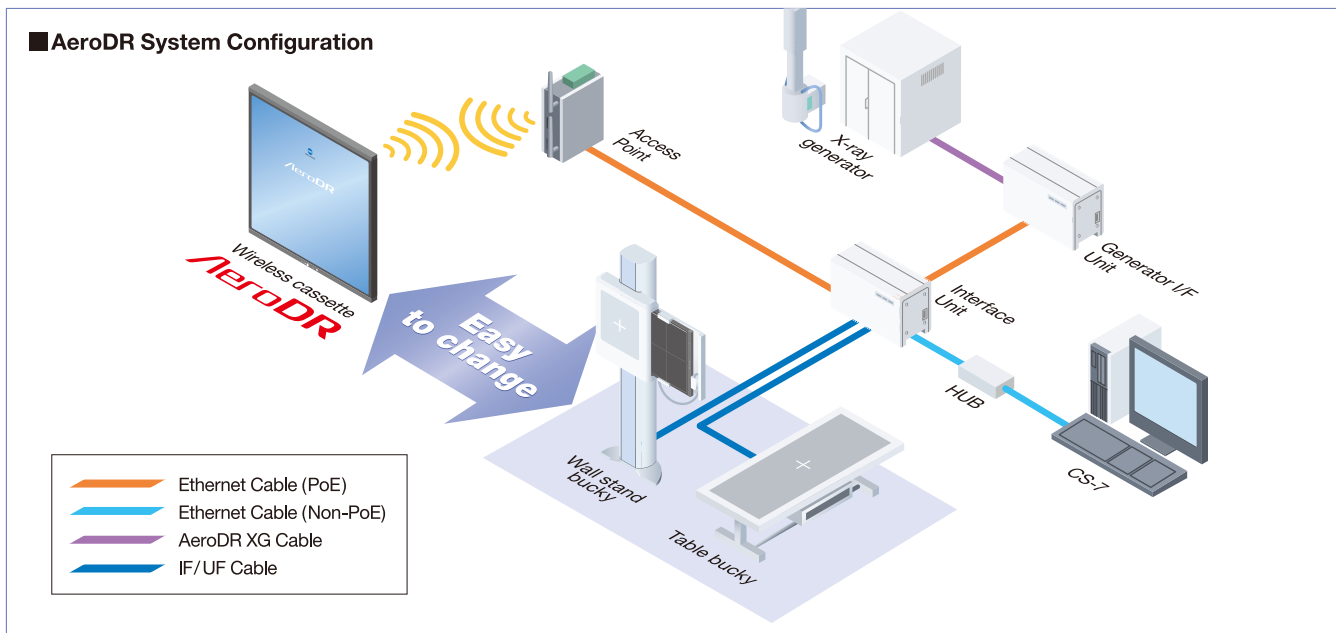 ■AeroDR System Configuration
Access
Point
X-ray
generator
AeroDR
Wireless cassette
AeroDR
Generator I/F
Unit
Interface
Unit
Easy
to change
HUB
CS-7
Wall stand
bucky
Table bucky
Ethernet Cable (PoE)
Ethernet Cable (Non-PoE)
AeroDR XG Cable
IF/UF Cable